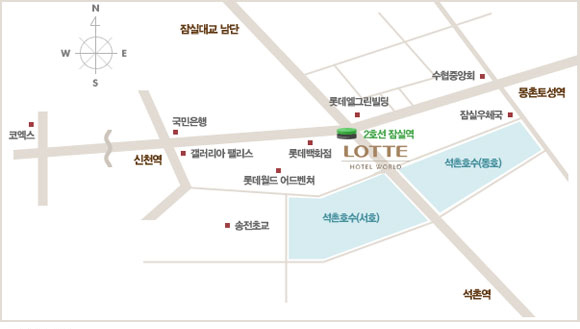 N
잠실대교 남단
W
E
S
수협중앙회
몽촌토성역
롯데엘그린빌딩
잠실우체국
국민은행
코엑스
2호선 잠실역
신천역
갤러리아 팰리스
롯데백화점
LOTTE
HOTEL WORLD
석촌호수(동호)
롯데월드 어드벤쳐
송전초교
석촌호수(서호)
석촌역